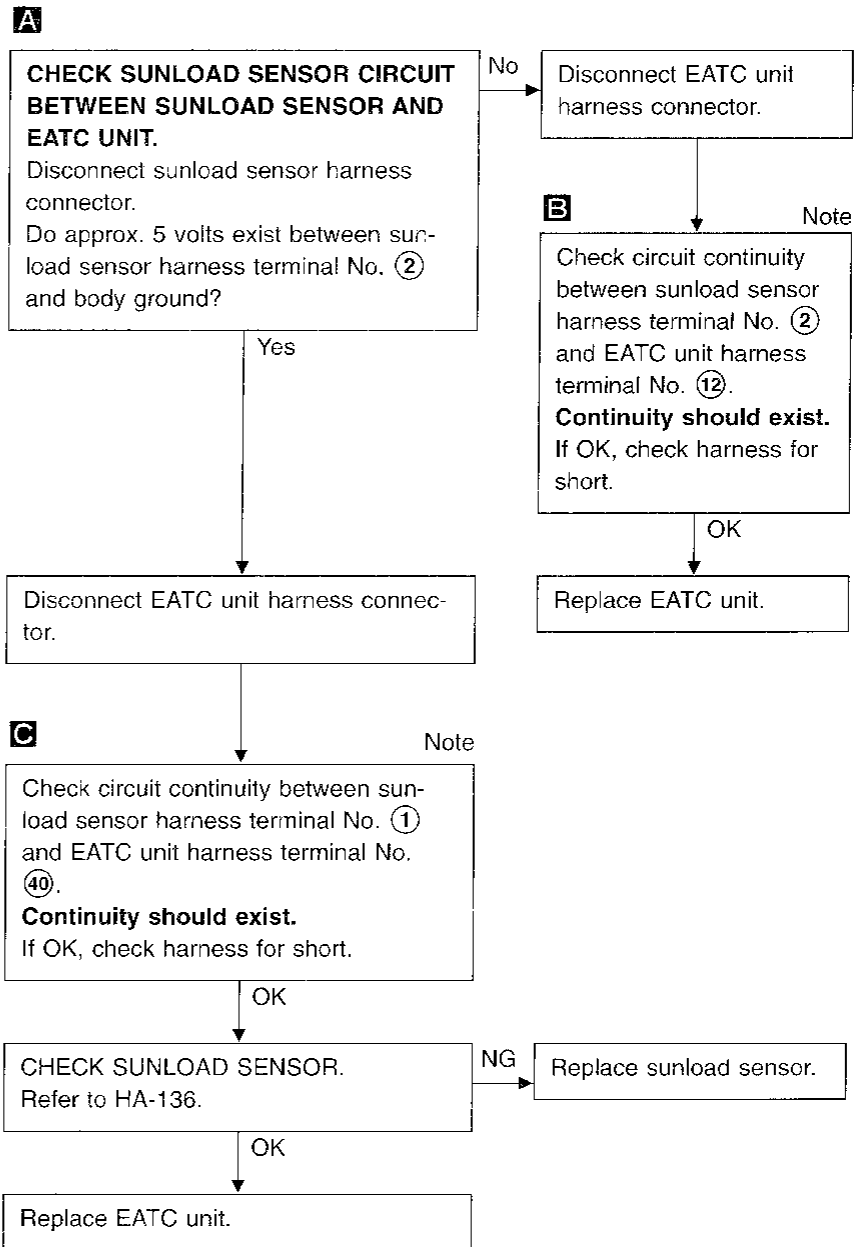 A
CHECK SUNLOAD SENSOR CIRCUIT
BETWEEN SUNLOAD SENSOR AND
EATC UNIT.
Disconnect sunload sensor harness
connector.
Do approx. 5 volts exist between sun-
load sensor harness terminal No. ②
and body ground?
No
Disconnect EATC unit
harness connector.
B
Note
Check circuit continuity
between sunload sensor
harness terminal No. ②
and EATC unit harness
terminal No. ⑫.
Continuity should exist.
If OK, check harness for
short.
OK
Replace EATC unit.
Yes
Disconnect EATC unit harness connec-
tor.
C
Note
Check circuit continuity between sun-
load sensor harness terminal No. ①
and EATC unit harness terminal No.
㊵.
Continuity should exist.
If OK, check harness for short.
OK
CHECK SUNLOAD SENSOR.
Refer to HA-136.
NG
Replace sunload sensor.
OK
Replace EATC unit.